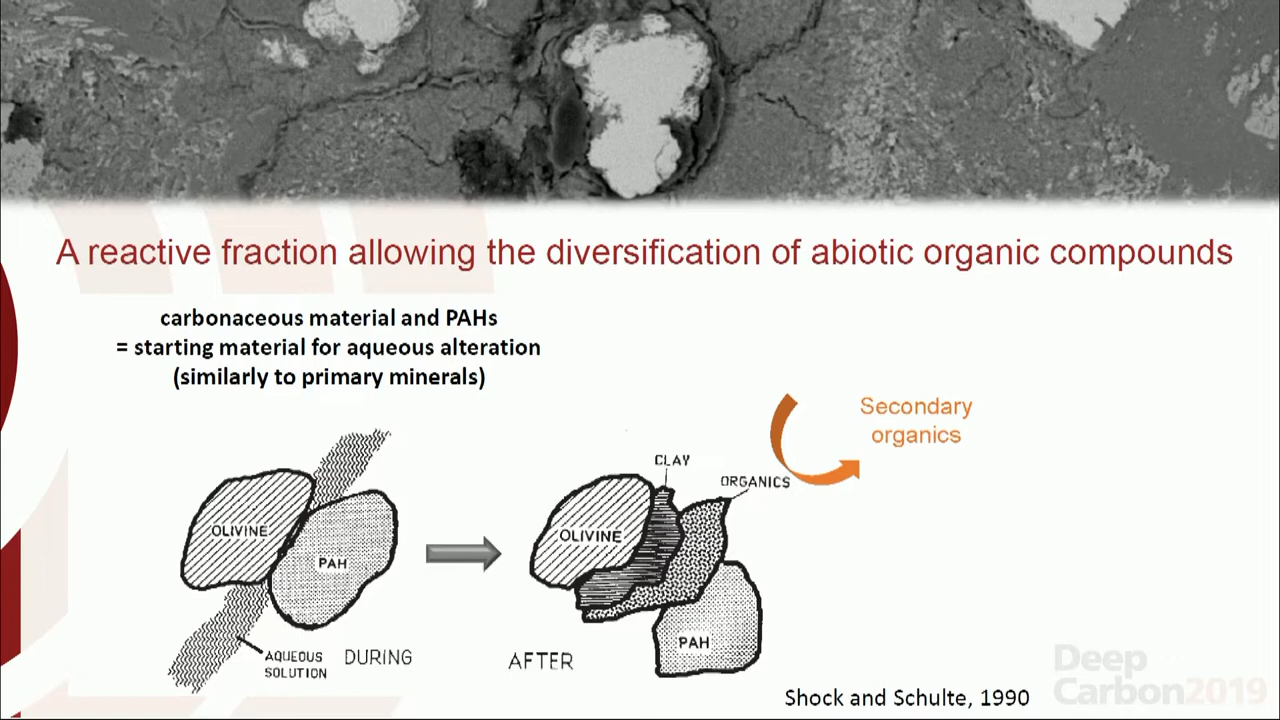 A reactive fraction allowing the diversification of abiotic organic compounds
carbonaceous material and PAHs
= starting material for aqueous alteration
(similarly to primary minerals)
Secondary
organics
CLAY
ORGANICS
OLIVINE
PAH
OLIVINE
PAH
AQUEOUS
SOLUTION
DURING
AFTER
Shock and Schulte, 1990
Deep
Carbon2019